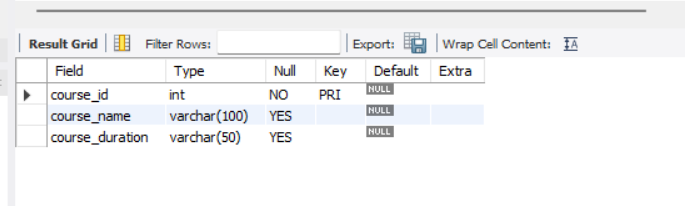 Result Grid Filter Rows: Export: Wrap Cell Content: IA
Field Type Null Key Default Extra
course_id int NO PRI NULL
course_name varchar(100) YES NULL
course_duration varchar(50) YES NULL